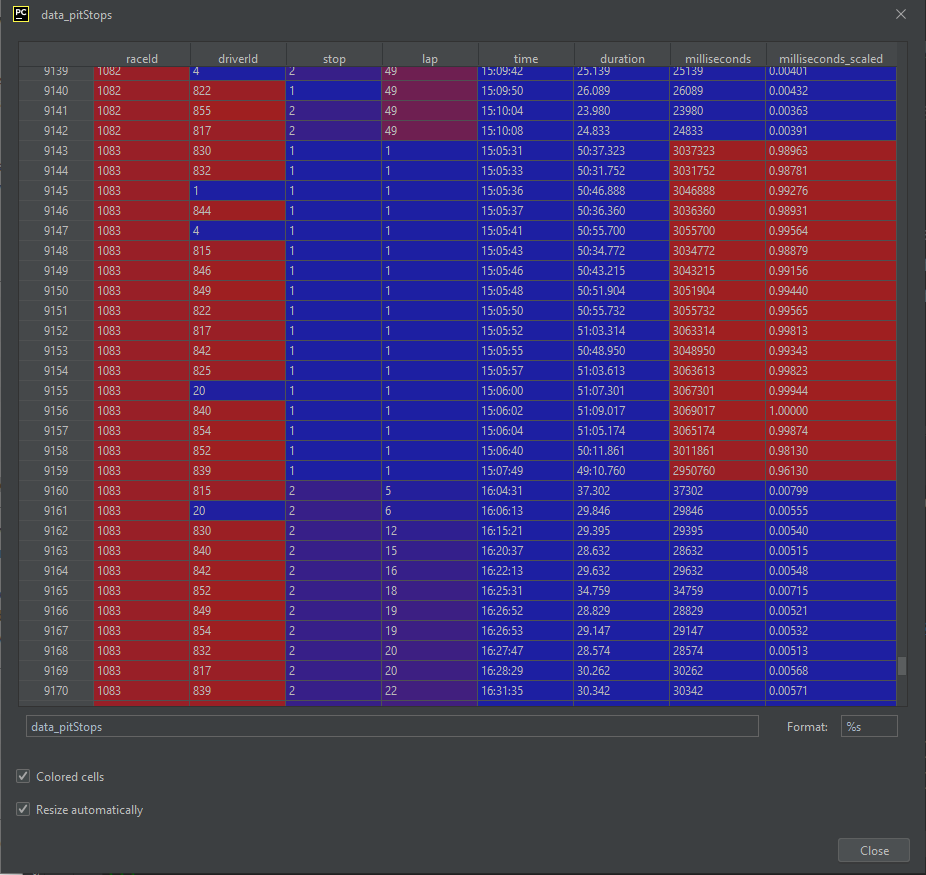 PC data_pitStops
raceId driverId stop lap time duration milliseconds milliseconds_scaled
9139 1082 4 2 49 15:09:42 25.139 25139 0.00401
9140 1082 822 1 49 15:09:50 26.089 26089 0.00432
9141 1082 855 2 49 15:10:04 23.980 23980 0.00363
9142 1082 817 2 49 15:10:08 24.833 24833 0.00391
9143 1083 830 1 1 15:05:31 50:37.323 3037323 0.98963
9144 1083 832 1 1 15:05:33 50:31.752 3031752 0.98781
9145 1083 1 1 1 15:05:36 50:46.888 3046888 0.99276
9146 1083 844 1 1 15:05:37 50:36.360 3036360 0.98931
9147 1083 4 1 1 15:05:41 50:55.700 3055700 0.99564
9148 1083 815 1 1 15:05:43 50:34.772 3034772 0.98879
9149 1083 846 1 1 15:05:46 50:43.215 3043215 0.99156
9150 1083 849 1 1 15:05:48 50:51.904 3051904 0.99440
9151 1083 822 1 1 15:05:50 50:55.732 3055732 0.99565
9152 1083 817 1 1 15:05:52 51:03.314 3063314 0.99813
9153 1083 842 1 1 15:05:55 50:48.950 3048950 0.99343
9154 1083 825 1 1 15:05:57 51:03.613 3063613 0.99823
9155 1083 20 1 1 15:06:00 51:07.301 3067301 0.99944
9156 1083 840 1 1 15:06:02 51:09.017 3069017 1.00000
9157 1083 854 1 1 15:06:04 51:05.174 3065174 0.99874
9158 1083 852 1 1 15:06:40 50:11.861 3011861 0.98130
9159 1083 839 1 1 15:07:49 49:10.760 2950760 0.96130
9160 1083 815 2 5 16:04:31 37.302 37302 0.00799
9161 1083 20 2 6 16:06:13 29.846 29846 0.00555
9162 1083 830 2 12 16:15:21 29.395 29395 0.00540
9163 1083 840 2 15 16:20:37 28.632 28632 0.00515
9164 1083 842 2 16 16:22:13 29.632 29632 0.00548
9165 1083 852 2 18 16:25:31 34.759 34759 0.00715
9166 1083 849 2 19 16:26:52 28.829 28829 0.00521
9167 1083 854 2 19 16:26:53 29.147 29147 0.00532
9168 1083 832 2 20 16:27:47 28.574 28574 0.00513
9169 1083 817 2 20 16:28:29 30.262 30262 0.00568
9170 1083 839 2 22 16:31:35 30.342 30342 0.00571
data_pitStops Format: %s
Colored cells
Resize automatically
Close